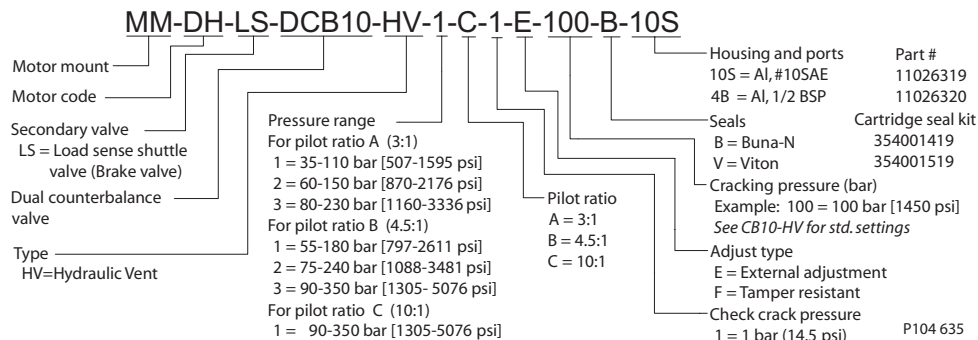 MM-DH-LS-DCB10-HV-1-C-1-E-100-B-10S
Motor mount
Motor code
Secondary valve
LS = Load sense shuttle
valve (Brake valve)
Dual counterbalance
valve
Type
HV=Hydraulic Vent
Pressure range
For pilot ratio A (3:1)
1 = 35-110 bar [507-1595 psi]
2 = 60-150 bar [870-2176 psi]
3 = 80-230 bar [1160-3336 psi]
For pilot ratio B (4.5:1)
1 = 55-180 bar [797-2611 psi]
2 = 75-240 bar [1088-3481 psi]
3 = 90-350 bar [1305- 5076 psi]
For pilot ratio C (10:1)
1 = 90-350 bar [1305-5076 psi]
Pilot ratio
A = 3:1
B = 4.5:1
C = 10:1
Housing and ports Part #
10S = Al, #10SAE 11026319
4B = Al, 1/2 BSP 11026320
Seals Cartridge seal kit
B = Buna-N 354001419
V = Viton 354001519
Cracking pressure (bar)
Example: 100 = 100 bar [1450 psi]
See CB10-HV for std. settings
Adjust type
E = External adjustment
F = Tamper resistant
Check crack pressure
1 = 1 bar (14.5 psi)
P104 635